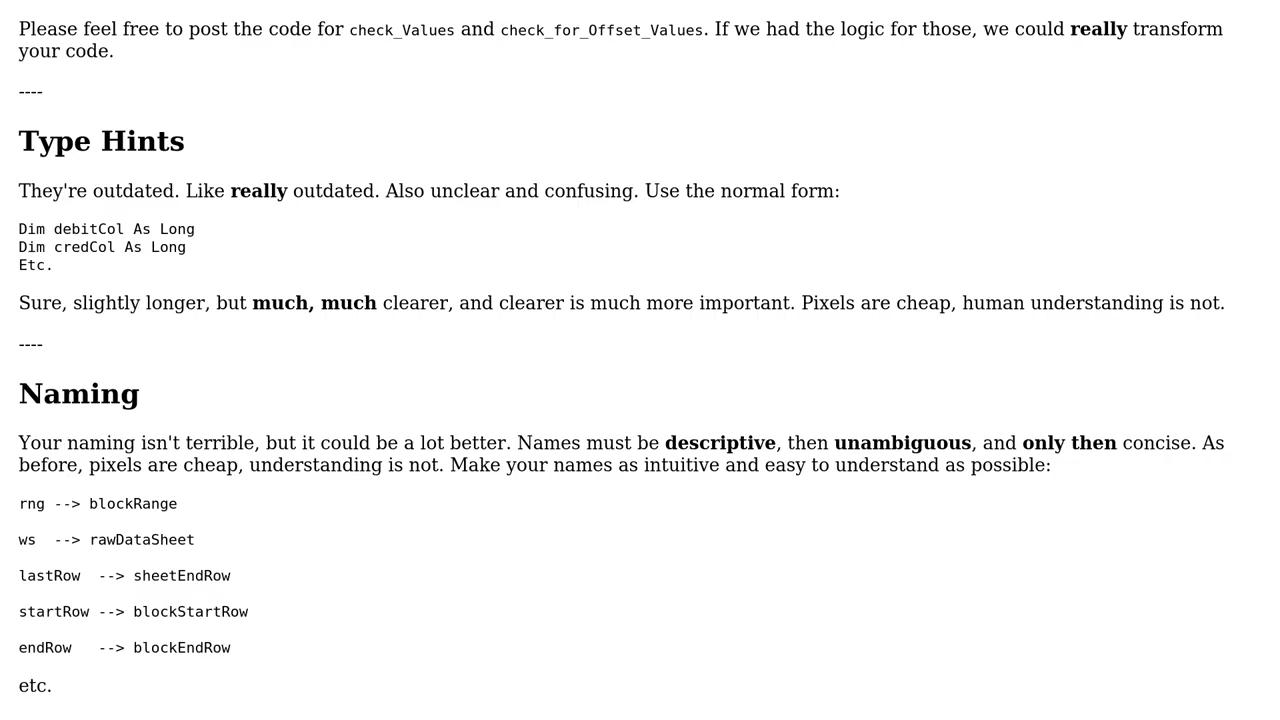 Please feel free to post the code for check_Values and check_for_Offset_Values. If we had the logic for those, we could really transform
your code.
----
Type Hints
They're outdated. Like really outdated. Also unclear and confusing. Use the normal form:
Dim debitCol As Long
Dim credCol As Long
Etc.
Sure, slightly longer, but much, much clearer, and clearer is much more important. Pixels are cheap, human understanding is not.
----
Naming
Your naming isn't terrible, but it could be a lot better. Names must be descriptive, then unambiguous, and only then concise. As
before, pixels are cheap, understanding is not. Make your names as intuitive and easy to understand as possible:
rng --> blockRange
ws  --> rawDataSheet
lastRow  --> sheetEndRow
startRow --> blockStartRow
endRow   --> blockEndRow
etc.